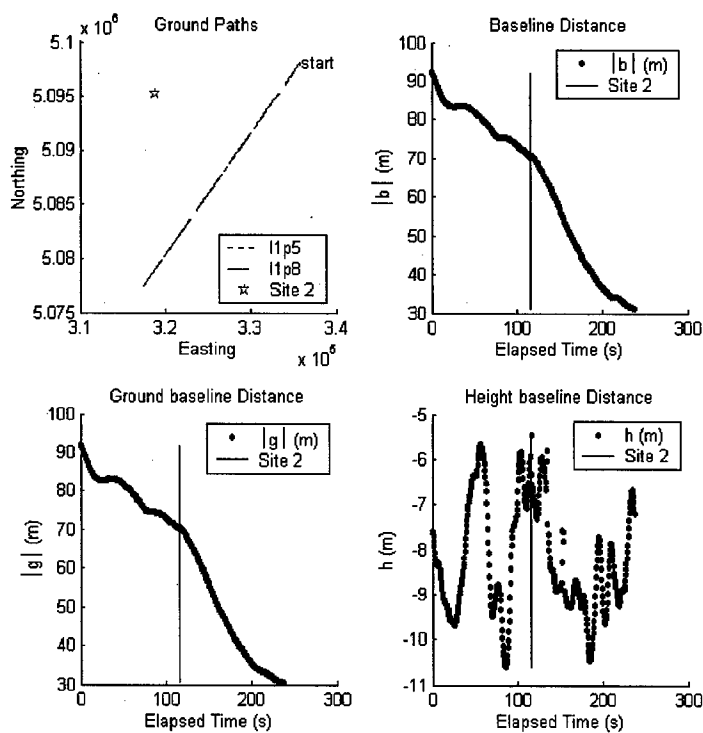 Ground Paths
x 10⁶
5.1
5.095
5.09
5.085
5.08
5.075
Northing
start
l1p5
l1p8
☆ Site 2
3.1
3.2
3.3
3.4
Easting
x 10⁶
Baseline Distance
100
90
80
70
60
50
40
30
|b| (m)
|b| (m)
Site 2
0
100
200
300
Elapsed Time (s)
Ground baseline Distance
100
90
80
70
60
50
40
30
|g| (m)
|g| (m)
Site 2
0
100
200
300
Elapsed Time (s)
Height baseline Distance
-5
-6
-7
-8
-9
-10
-11
h (m)
h (m)
Site 2
0
100
200
300
Elapsed Time (s)